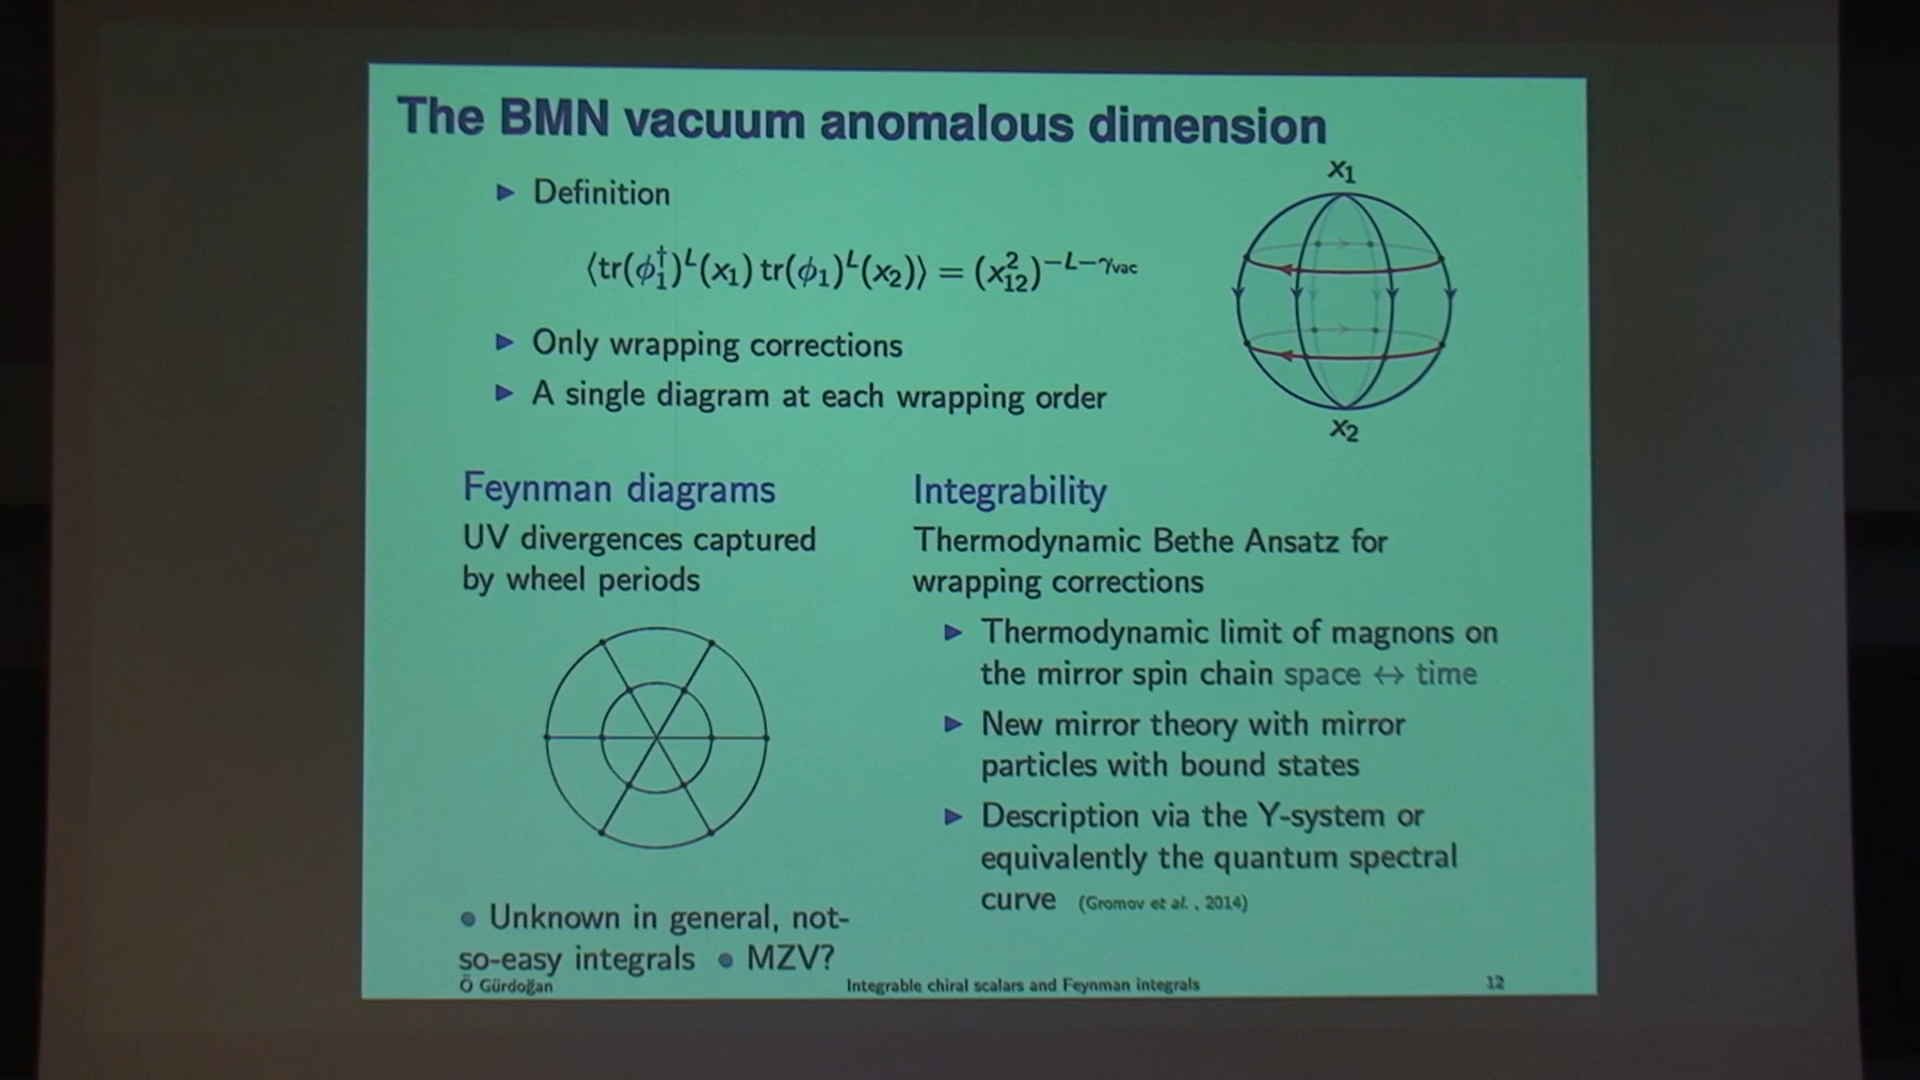 The BMN vacuum anomalous dimension
x₁
▶ Definition
⟨tr(ϕ₁†)ᴸ(x₁) tr(ϕ₁)ᴸ(x₂)⟩ = (x₁₂²)^(−L−γ_vac)
▶ Only wrapping corrections
▶ A single diagram at each wrapping order
x₂
Feynman diagrams
UV divergences captured
by wheel periods
• Unknown in general, not-
so-easy integrals • MZV?
Integrability
Thermodynamic Bethe Ansatz for
wrapping corrections
▶ Thermodynamic limit of magnons on
the mirror spin chain space ↔ time
▶ New mirror theory with mirror
particles with bound states
▶ Description via the Y-system or
equivalently the quantum spectral
curve (Gromov et al. , 2014)
Ö Gürdoğan
Integrable chiral scalars and Feynman integrals
12